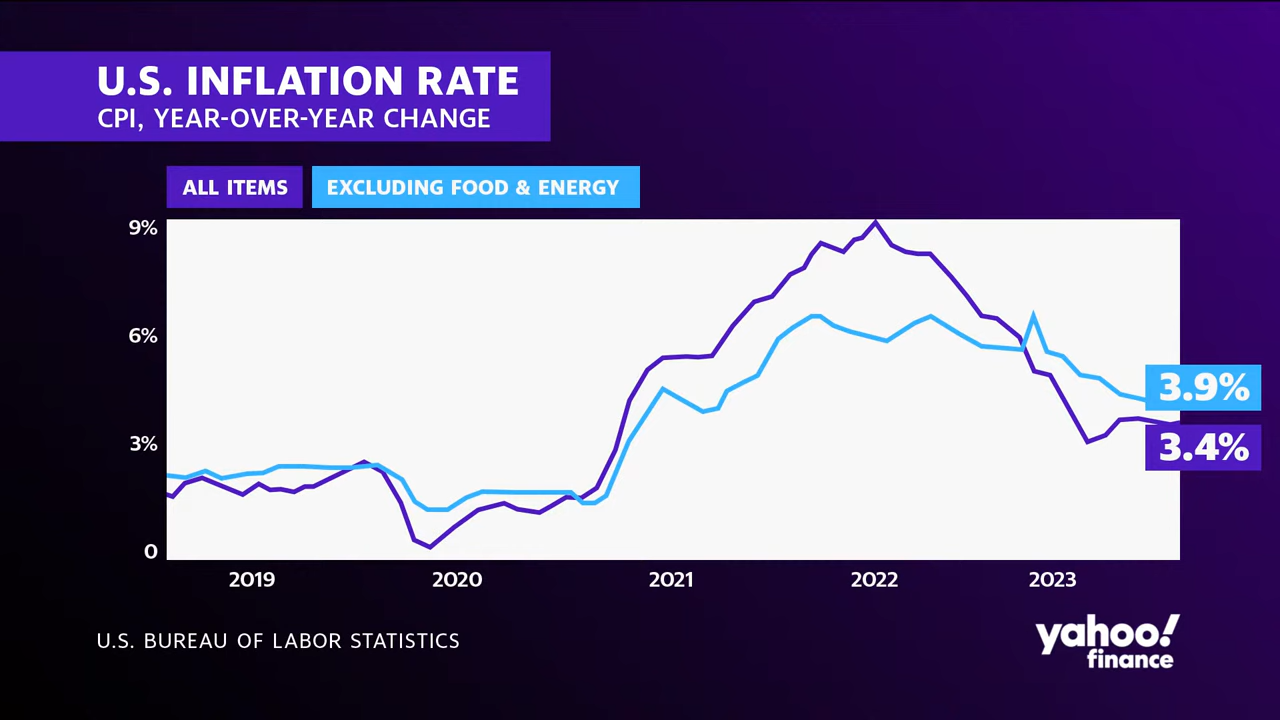 U.S. INFLATION RATE
CPI, YEAR-OVER-YEAR CHANGE
ALL ITEMS
EXCLUDING FOOD & ENERGY
9%
6%
3%
0
3.9%
3.4%
2019
2020
2021
2022
2023
U.S. BUREAU OF LABOR STATISTICS
yahoo!
finance